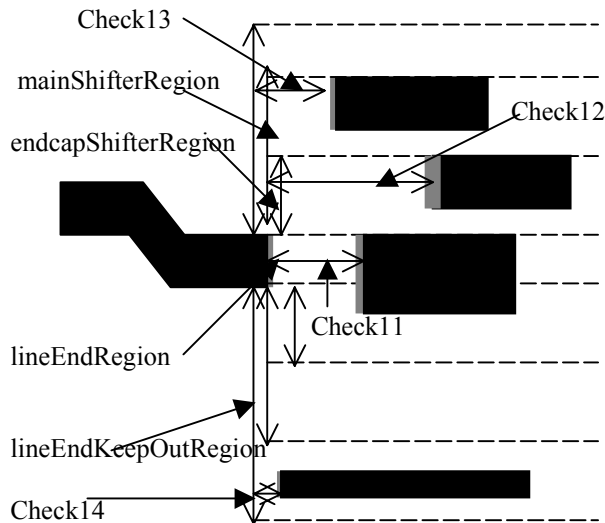 Check13
mainShifterRegion
Check12
endcapShifterRegion
Check11
lineEndRegion
lineEndKeepOutRegion
Check14